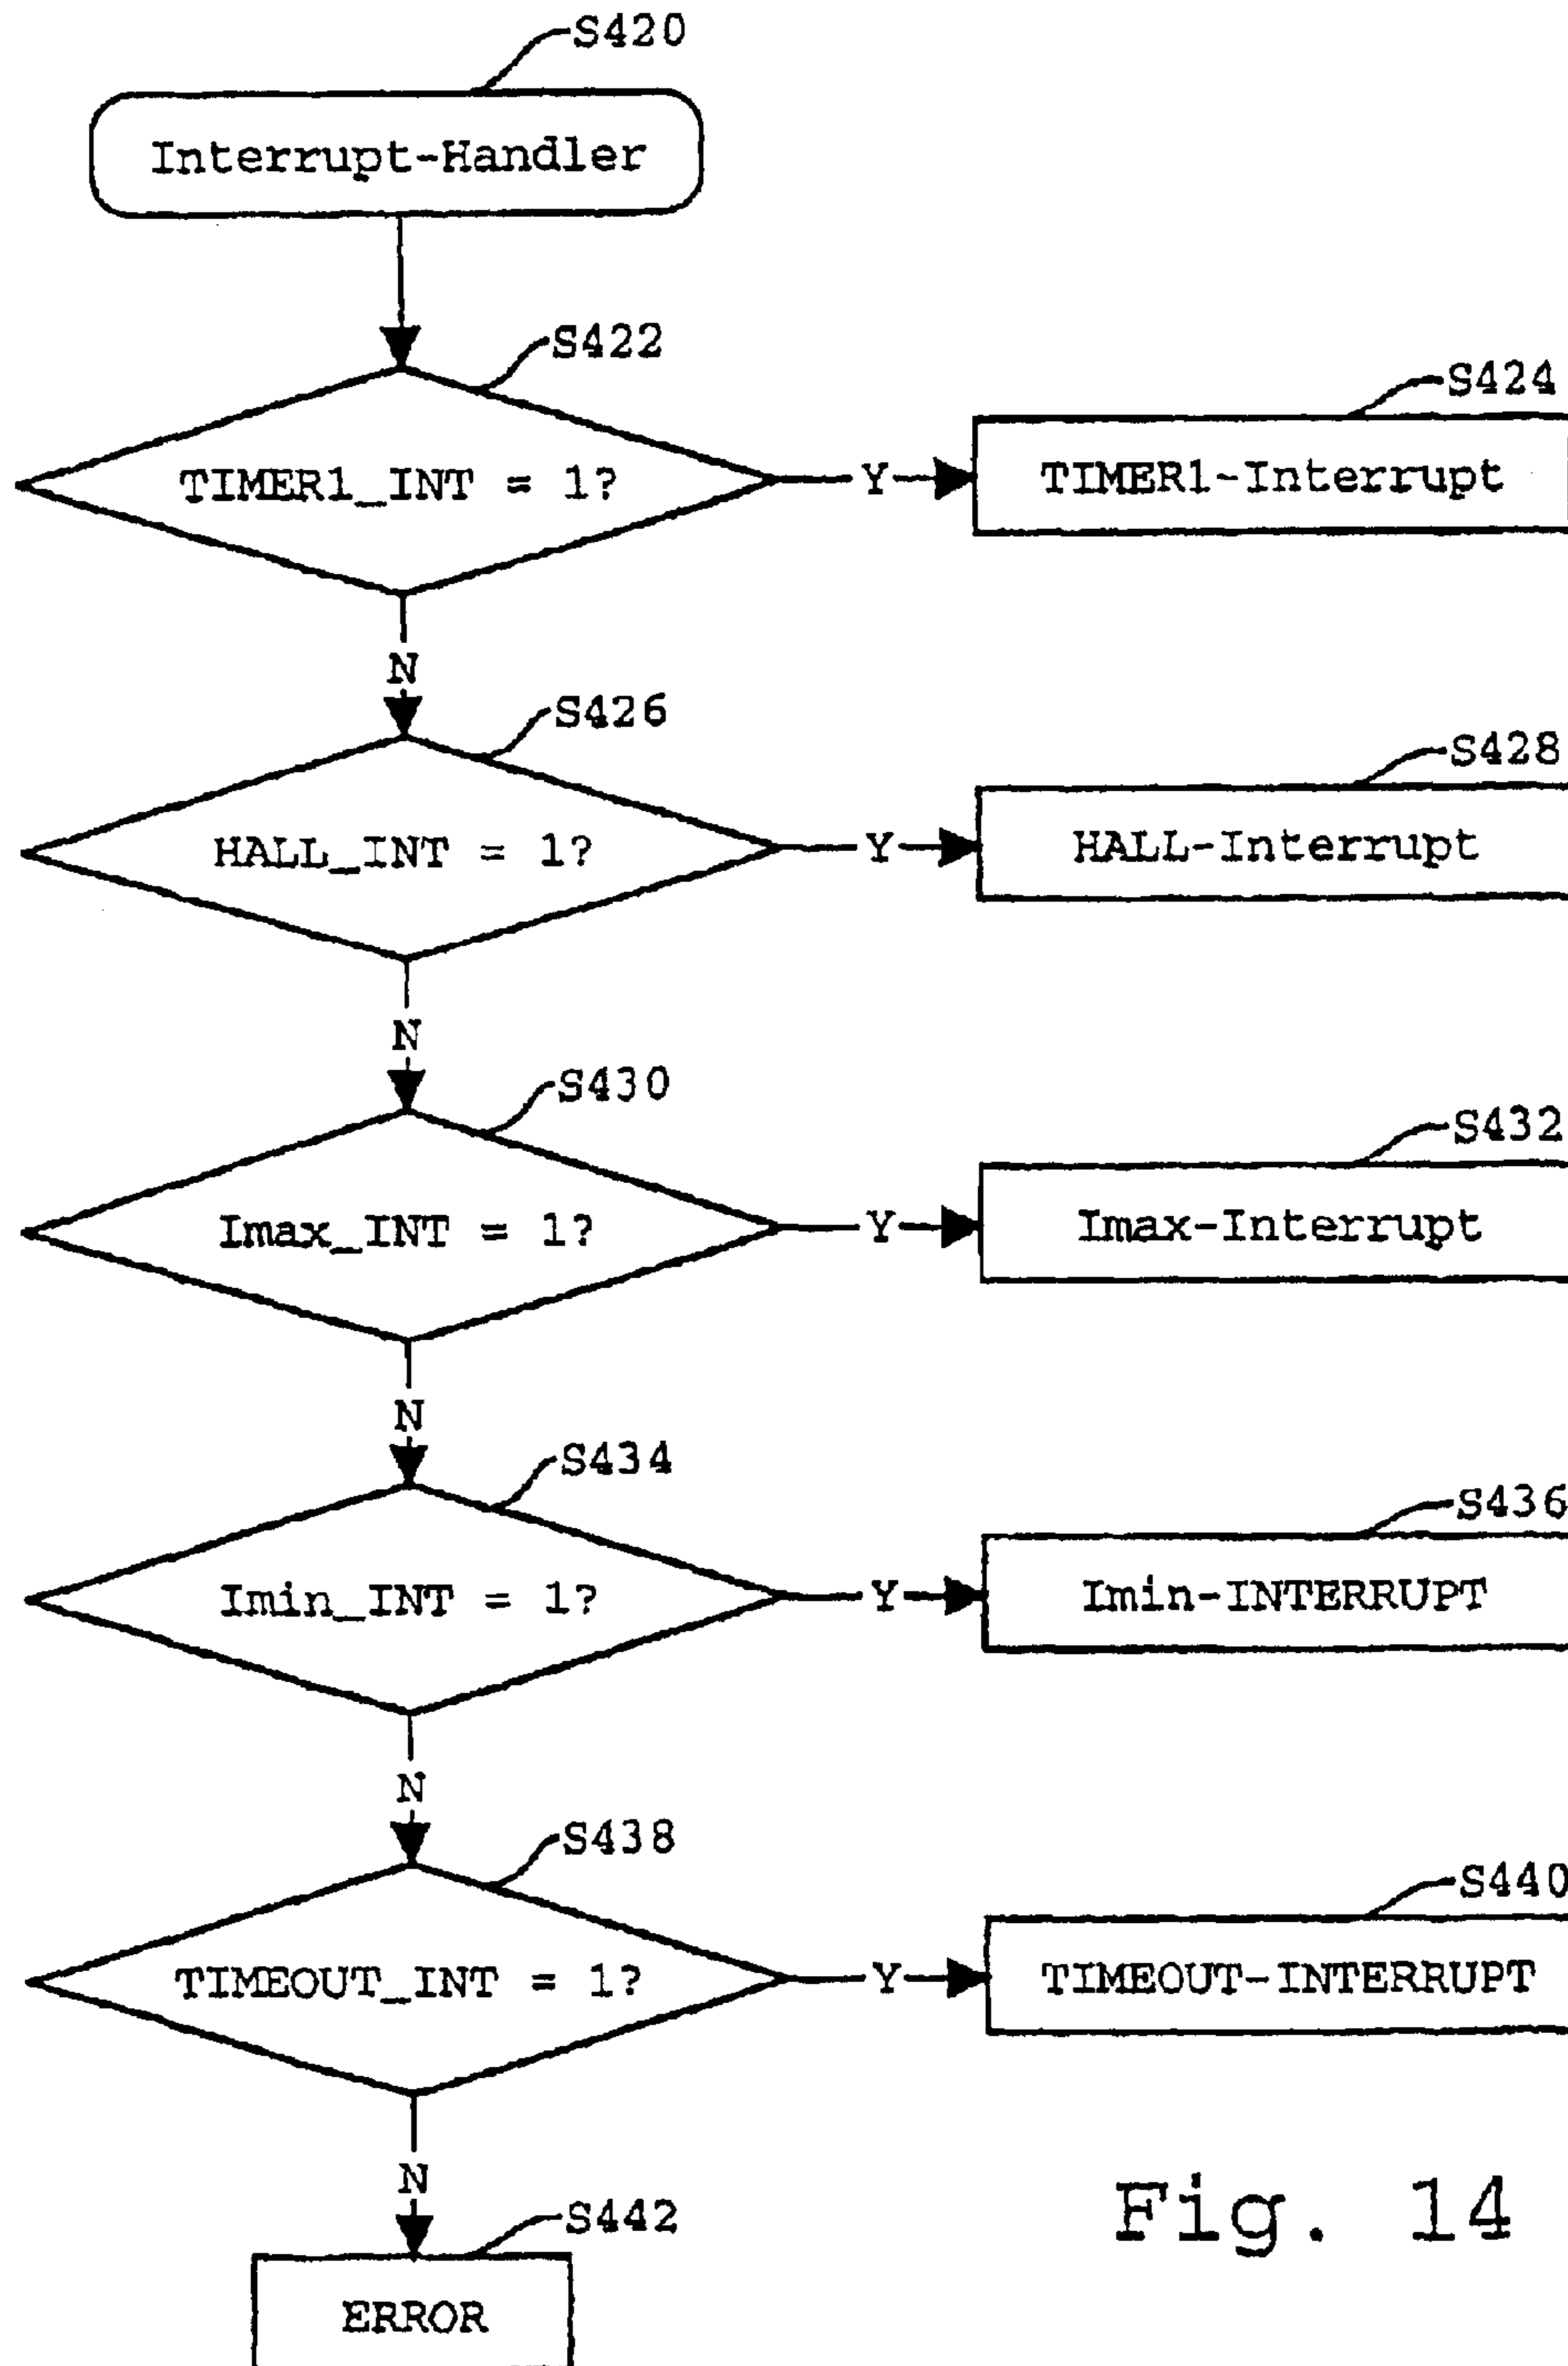 S420
Interrupt-Handler
S422
TIMER1_INT = 1?
Y
S424
TIMER1-Interrupt
N
S426
HALL_INT = 1?
Y
S428
HALL-Interrupt
N
S430
Imax_INT = 1?
Y
S432
Imax-Interrupt
N
S434
Imin_INT = 1?
Y
S436
Imin-INTERRUPT
N
S438
TIMEOUT_INT = 1?
Y
S440
TIMEOUT-INTERRUPT
N
S442
ERROR
Fig. 14